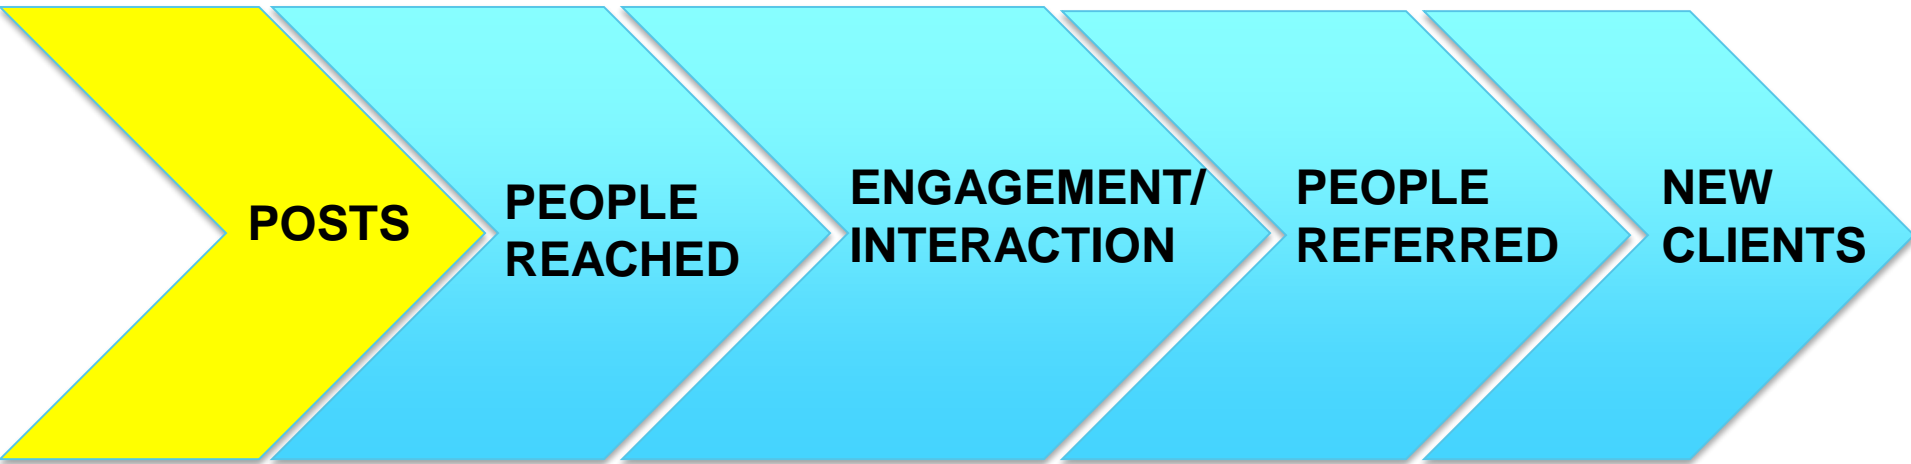 POSTS
PEOPLE
REACHED
ENGAGEMENT/
INTERACTION
PEOPLE
REFERRED
NEW
CLIENTS